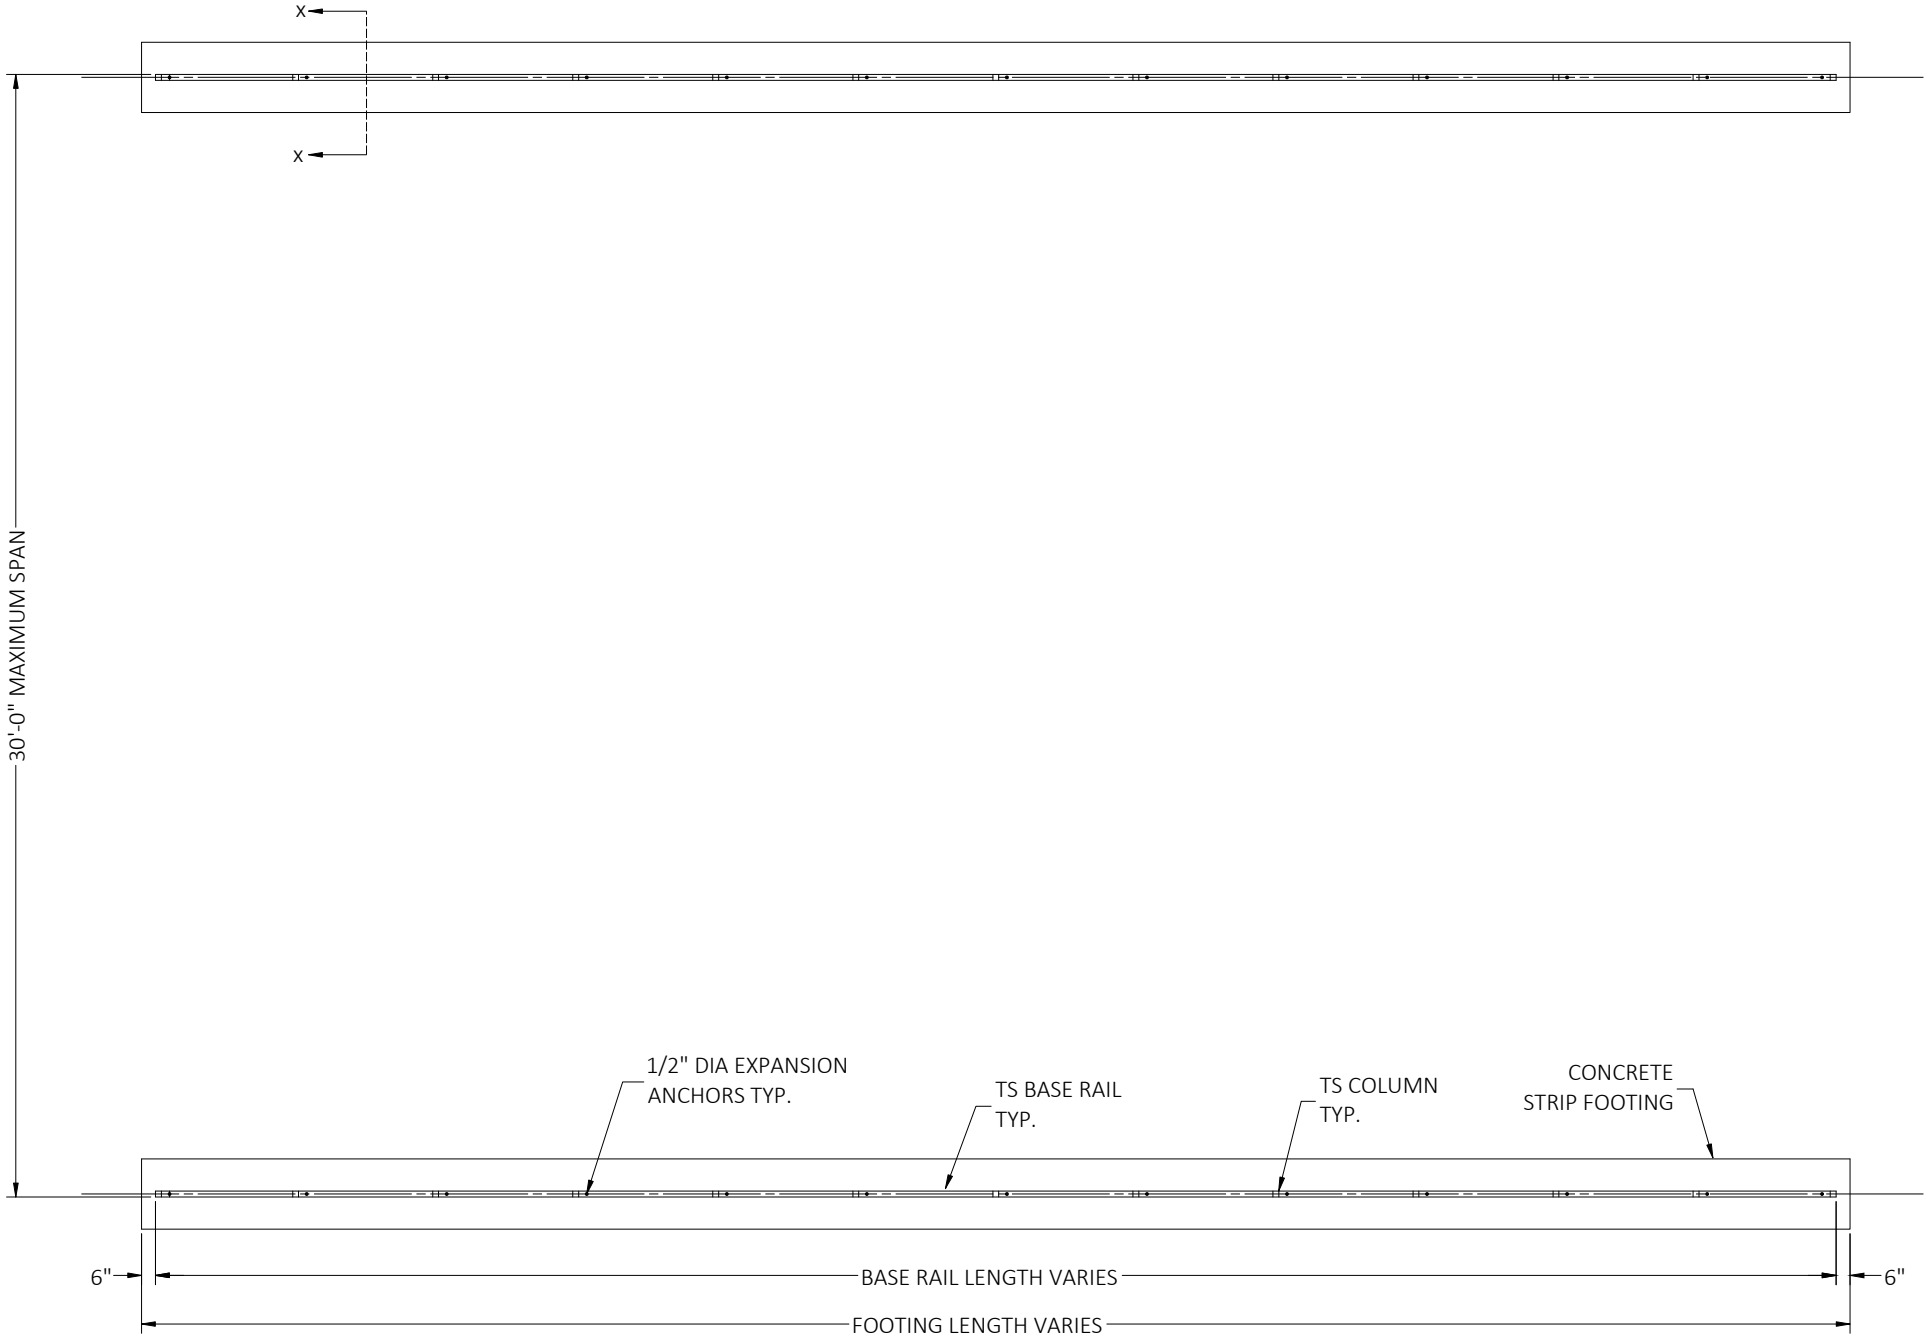 X
X
30'-0" MAXIMUM SPAN
1/2" DIA EXPANSION
ANCHORS TYP.
TS BASE RAIL
TYP.
TS COLUMN
TYP.
CONCRETE
STRIP FOOTING
6"
BASE RAIL LENGTH VARIES
6"
FOOTING LENGTH VARIES